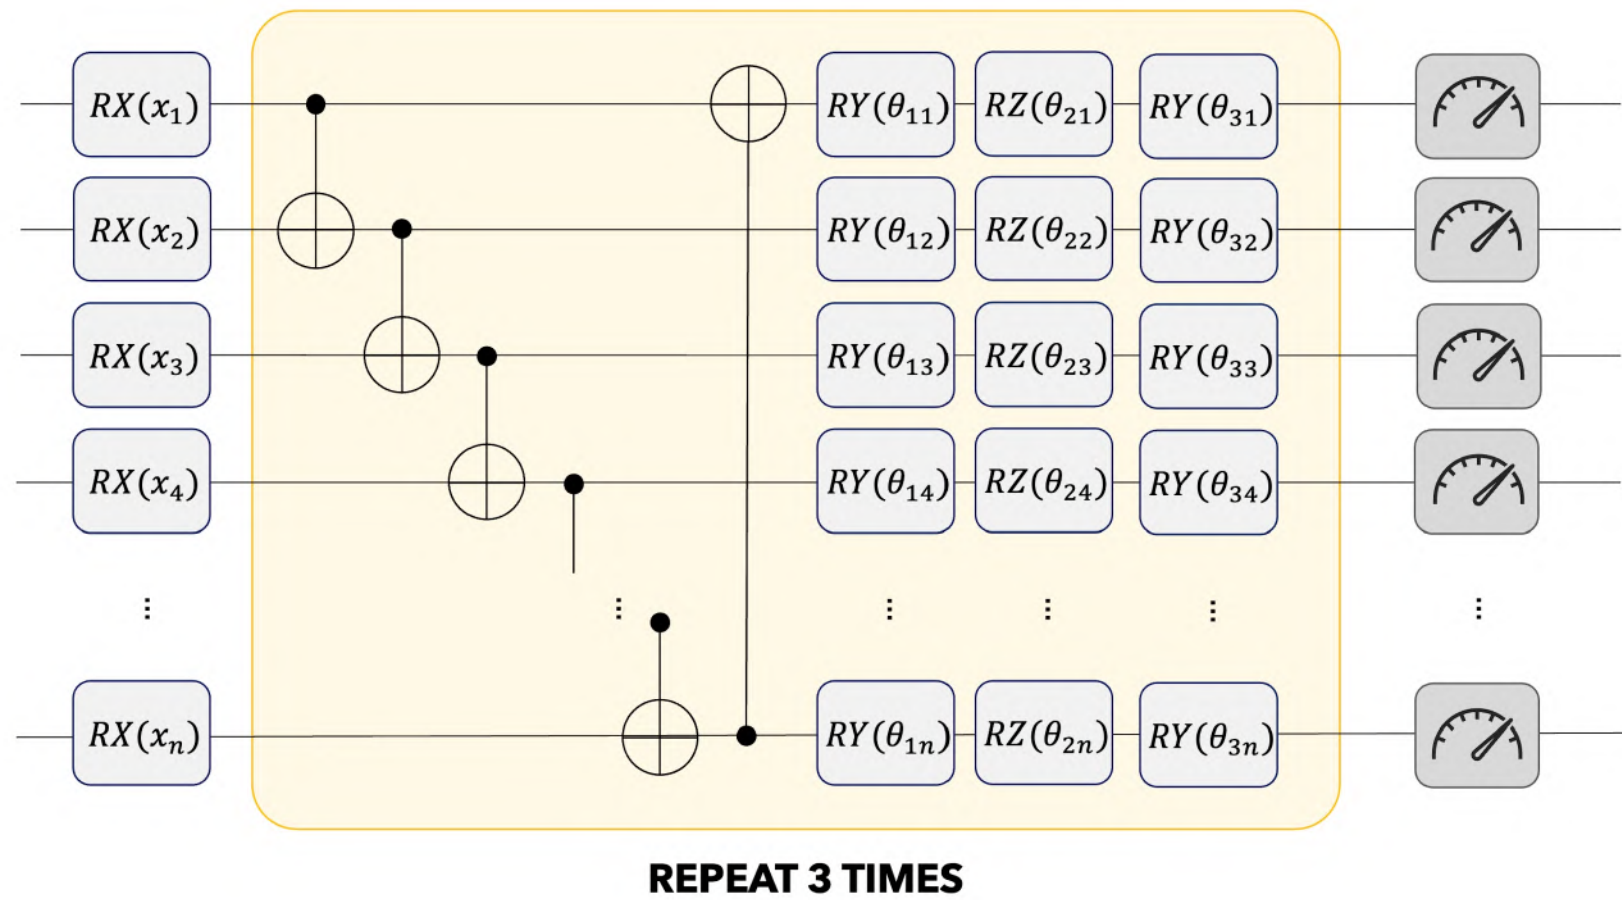 RX(x₁) RY(θ₁₁) RZ(θ₂₁) RY(θ₃₁)
RX(x₂) RY(θ₁₂) RZ(θ₂₂) RY(θ₃₂)
RX(x₃) RY(θ₁₃) RZ(θ₂₃) RY(θ₃₃)
RX(x₄) RY(θ₁₄) RZ(θ₂₄) RY(θ₃₄)
⋮ ⋮ ⋮ ⋮ ⋮ ⋮
RX(xₙ) RY(θ₁ₙ) RZ(θ₂ₙ) RY(θ₃ₙ)
REPEAT 3 TIMES